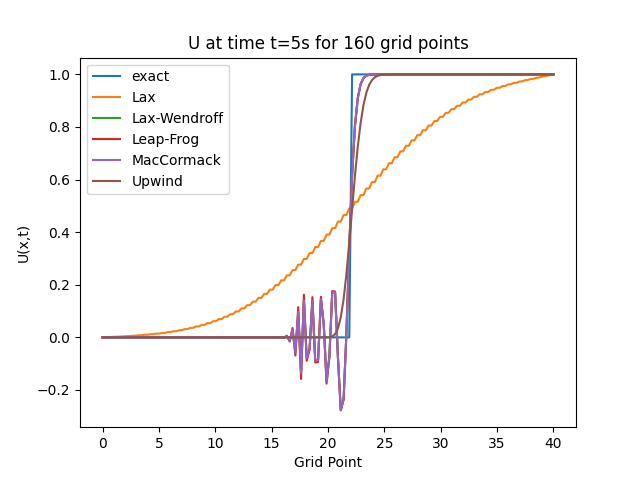 U at time t=5s for 160 grid points
exact
Lax
Lax-Wendroff
Leap-Frog
MacCormack
Upwind
U(x,t)
1.0
0.8
0.6
0.4
0.2
0.0
−0.2
0 5 10 15 20 25 30 35 40
Grid Point